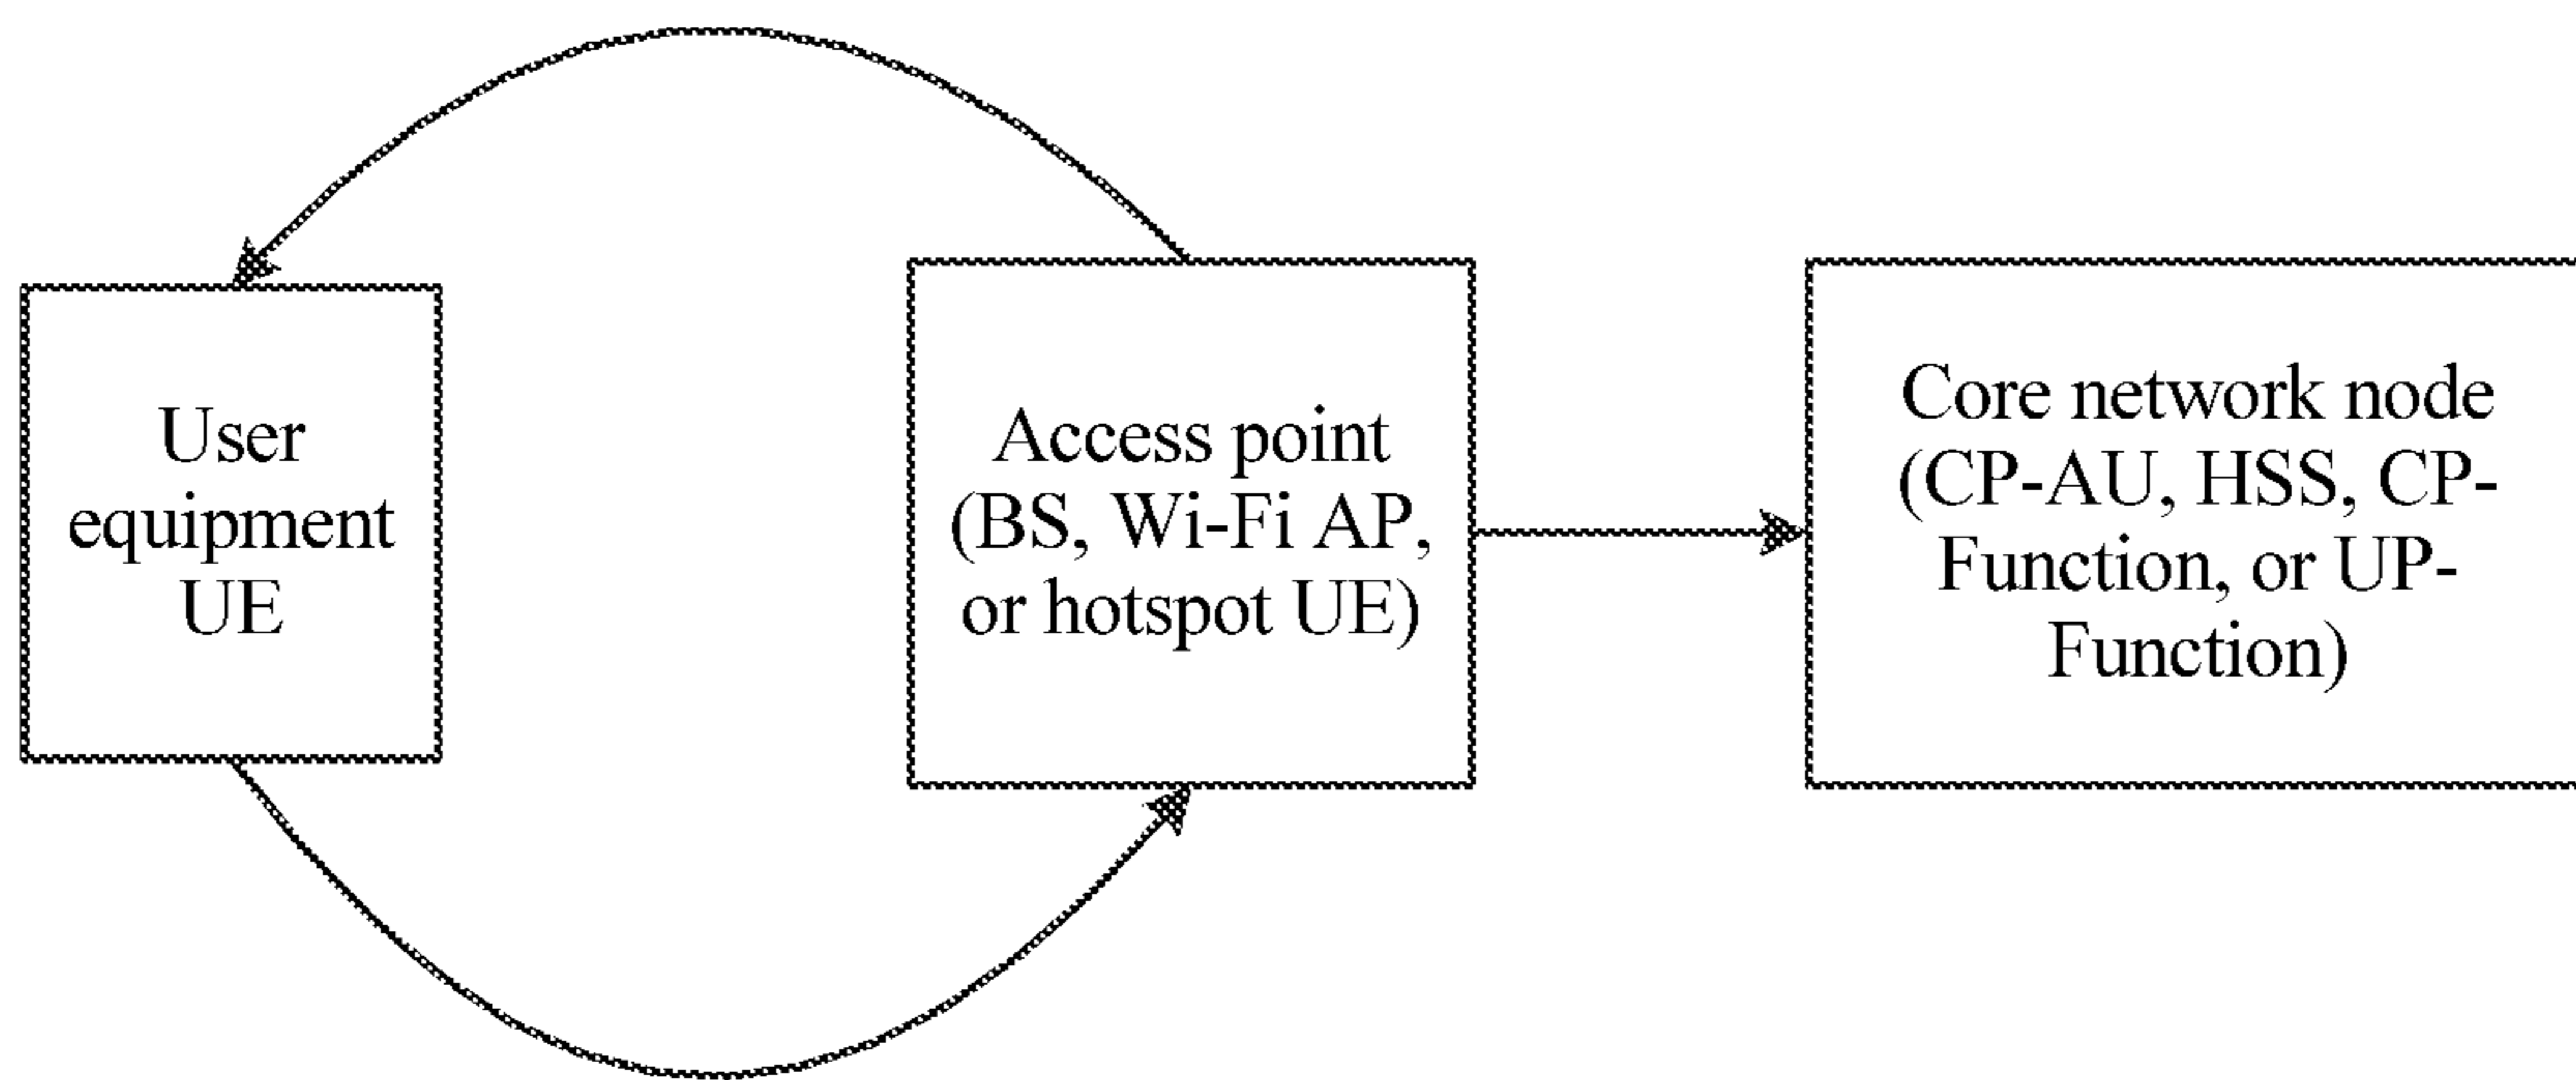 User
equipment
UE
Access point
(BS, Wi-Fi AP,
or hotspot UE)
Core network node
(CP-AU, HSS, CP-
Function, or UP-
Function)